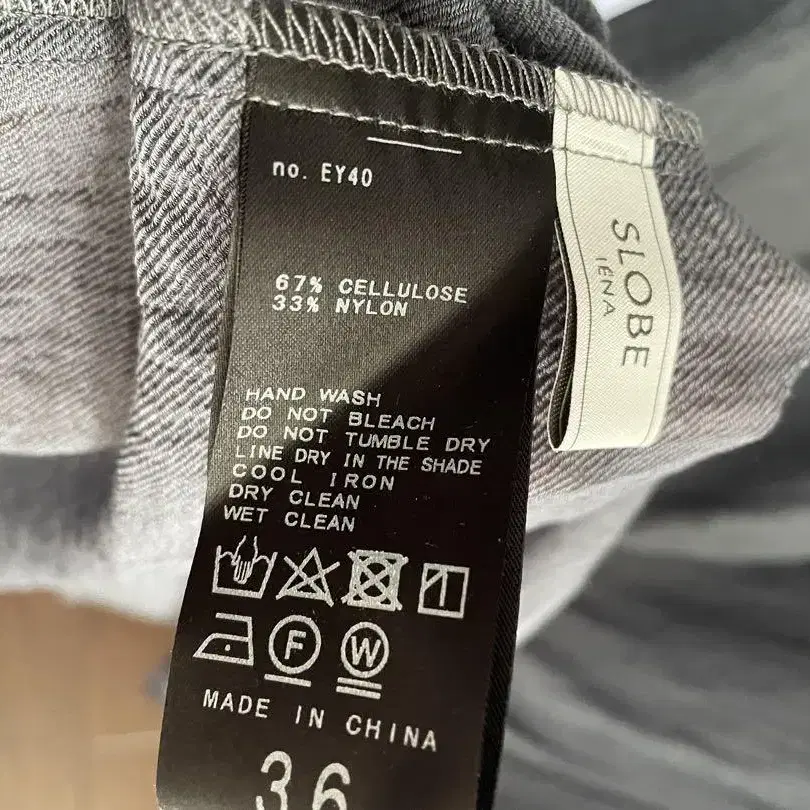 no. EY40
67% CELLULOSE
33% NYLON
HAND WASH
DO NOT BLEACH
DO NOT TUMBLE DRY
LINE DRY IN THE SHADE
COOL IRON
DRY CLEAN
WET CLEAN
F W
MADE IN CHINA
36
SLOBE
IÉNA